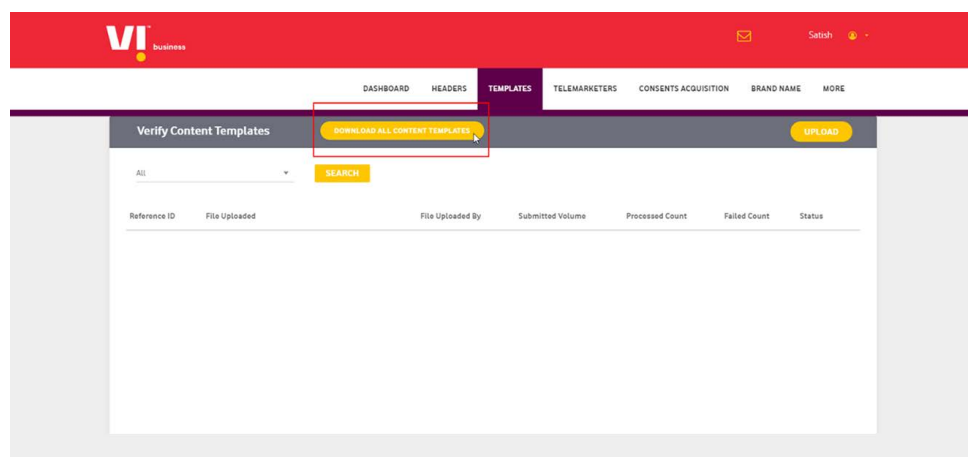 VI business
Satish
DASHBOARD HEADERS TEMPLATES TELEMARKETERS CONSENTS ACQUISITION BRAND NAME MORE
Verify Content Templates DOWNLOAD ALL CONTENT TEMPLATES UPLOAD
All SEARCH
Reference ID File Uploaded File Uploaded By Submitted Volume Processed Count Failed Count Status